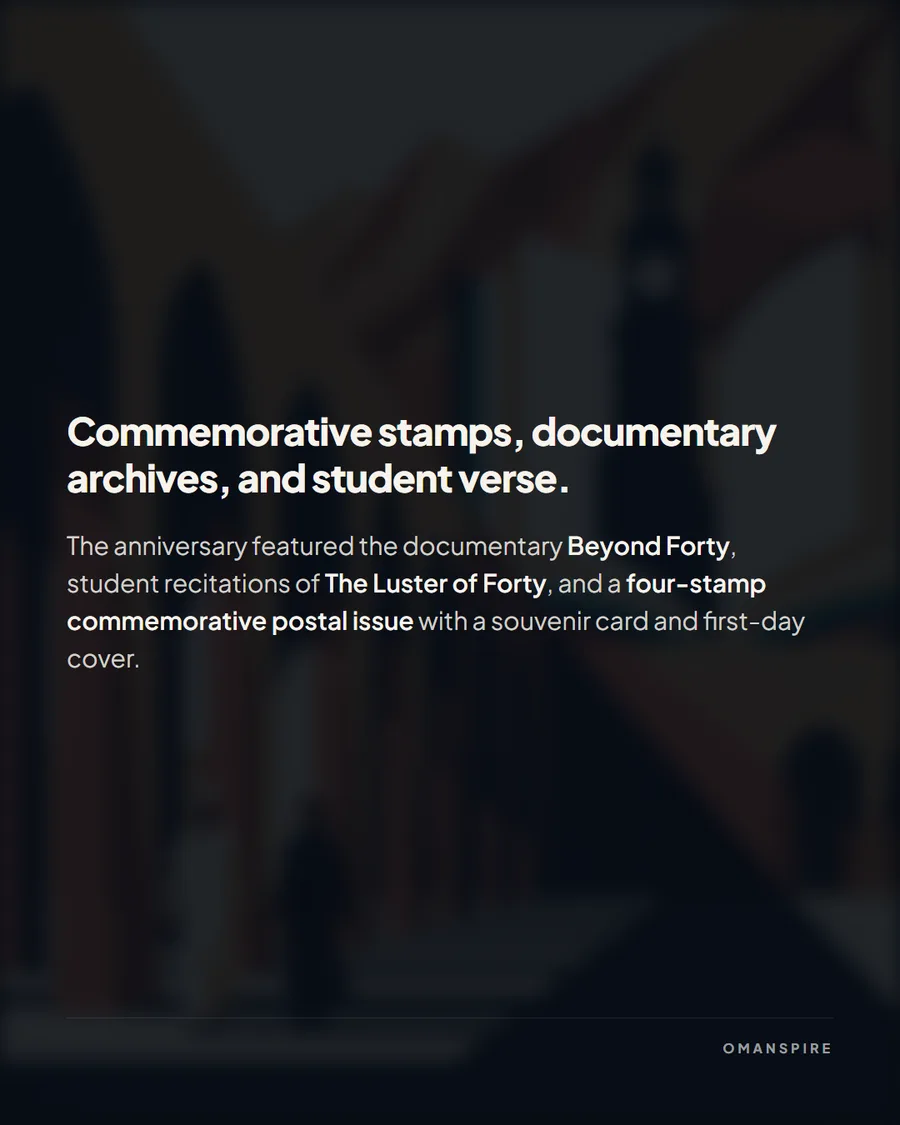 Commemorative stamps, documentary
archives, and student verse.
The anniversary featured the documentary Beyond Forty,
student recitations of The Luster of Forty, and a four-stamp
commemorative postal issue with a souvenir card and first-day
cover.
OMANSPIRE